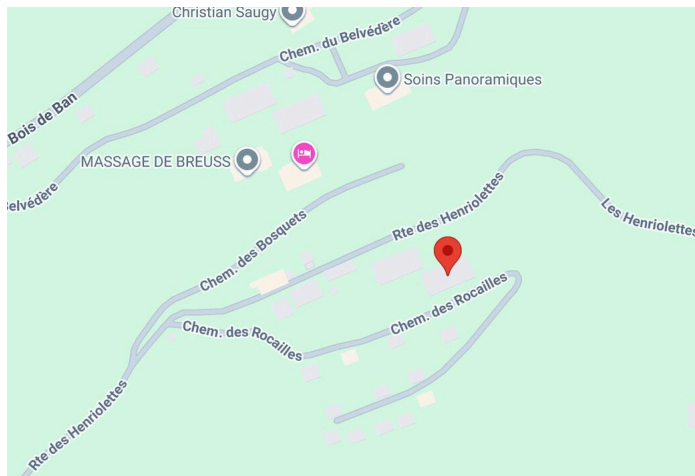 Christian Saugy
Chem. du Belvédère
Soins Panoramiques
Bois de Ban
MASSAGE DE BREUSS
Belvédère
Rte des Henriolettes
Les Henriolettes
Chem. des Bosquets
Chem. des Rocailles
Chem. des Rocailles
Rte des Henriolettes